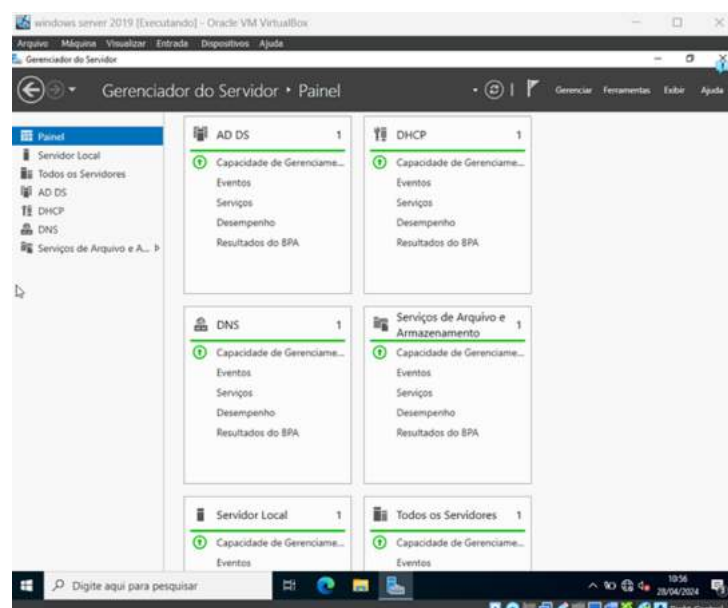 windows server 2019 [Executando] - Oracle VM VirtualBox
Arquivo Máquina Visualizar Entrada Dispositivos Ajuda
Gerenciador do Servidor
Gerenciador do Servidor • Painel
Gerenciar Ferramentas Exibir Ajuda
Painel
Servidor Local
Todos os Servidores
AD DS
DHCP
DNS
Serviços de Arquivo e A...
AD DS 1
Capacidade de Gerenciame...
Eventos
Serviços
Desempenho
Resultados do BPA
DHCP 1
Capacidade de Gerenciame...
Eventos
Serviços
Desempenho
Resultados do BPA
DNS 1
Capacidade de Gerenciame...
Eventos
Serviços
Desempenho
Resultados do BPA
Serviços de Arquivo e
Armazenamento 1
Capacidade de Gerenciame...
Eventos
Serviços
Desempenho
Resultados do BPA
Servidor Local 1
Capacidade de Gerenciame...
Eventos
Todos os Servidores 1
Capacidade de Gerenciame...
Eventos
Digite aqui para pesquisar
10:56
28/04/2024